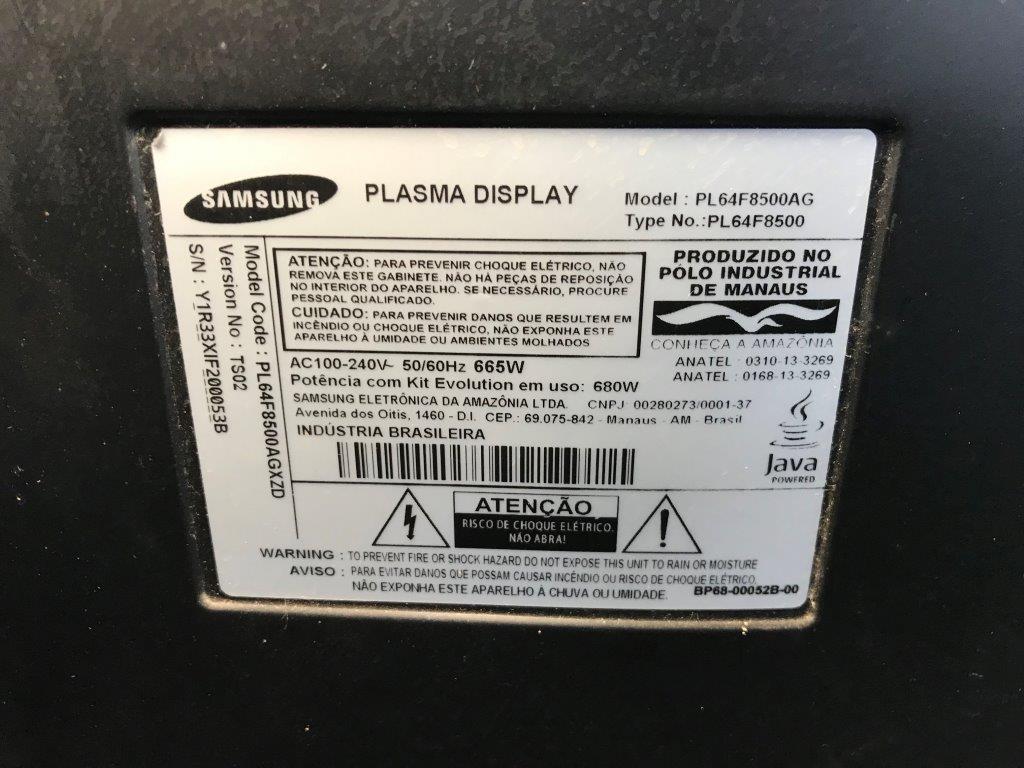 SAMSUNG
PLASMA DISPLAY
Model : PL64F8500AG
Type No.:PL64F8500
Model Code : PL64F8500AGXZD
Version No : TS02
S/N : Y1R33XIF200053B
ATENÇÃO: PARA PREVENIR CHOQUE ELÉTRICO, NÃO
REMOVA ESTE GABINETE. NÃO HÁ PEÇAS DE REPOSIÇÃO
NO INTERIOR DO APARELHO. SE NECESSÁRIO, PROCURE
PESSOAL QUALIFICADO.
CUIDADO: PARA PREVENIR DANOS QUE RESULTEM EM
INCÊNDIO OU CHOQUE ELÉTRICO, NÃO EXPONHA ESTE
APARELHO À UMIDADE OU AMBIENTES MOLHADOS
PRODUZIDO NO
PÓLO INDUSTRIAL
DE MANAUS
CONHEÇA A AMAZÔNIA
ANATEL : 0310-13-3269
ANATEL : 0168-13-3269
AC100-240V~ 50/60Hz 665W
Potência com Kit Evolution em uso: 680W
SAMSUNG ELETRÔNICA DA AMAZÔNIA LTDA. CNPJ: 00280273/0001-37
Avenida dos Oitis, 1460 - D.I. CEP.: 69.075-842 - Manaus - AM - Brasil
INDÚSTRIA BRASILEIRA
Java
POWERED
ATENÇÃO
RISCO DE CHOQUE ELÉTRICO.
NÃO ABRA!
WARNING : TO PREVENT FIRE OR SHOCK HAZARD DO NOT EXPOSE THIS UNIT TO RAIN OR MOISTURE
AVISO : PARA EVITAR DANOS QUE POSSAM CAUSAR INCÊNDIO OU RISCO DE CHOQUE ELÉTRICO,
NÃO EXPONHA ESTE APARELHO À CHUVA OU UMIDADE.
BP68-00052B-00